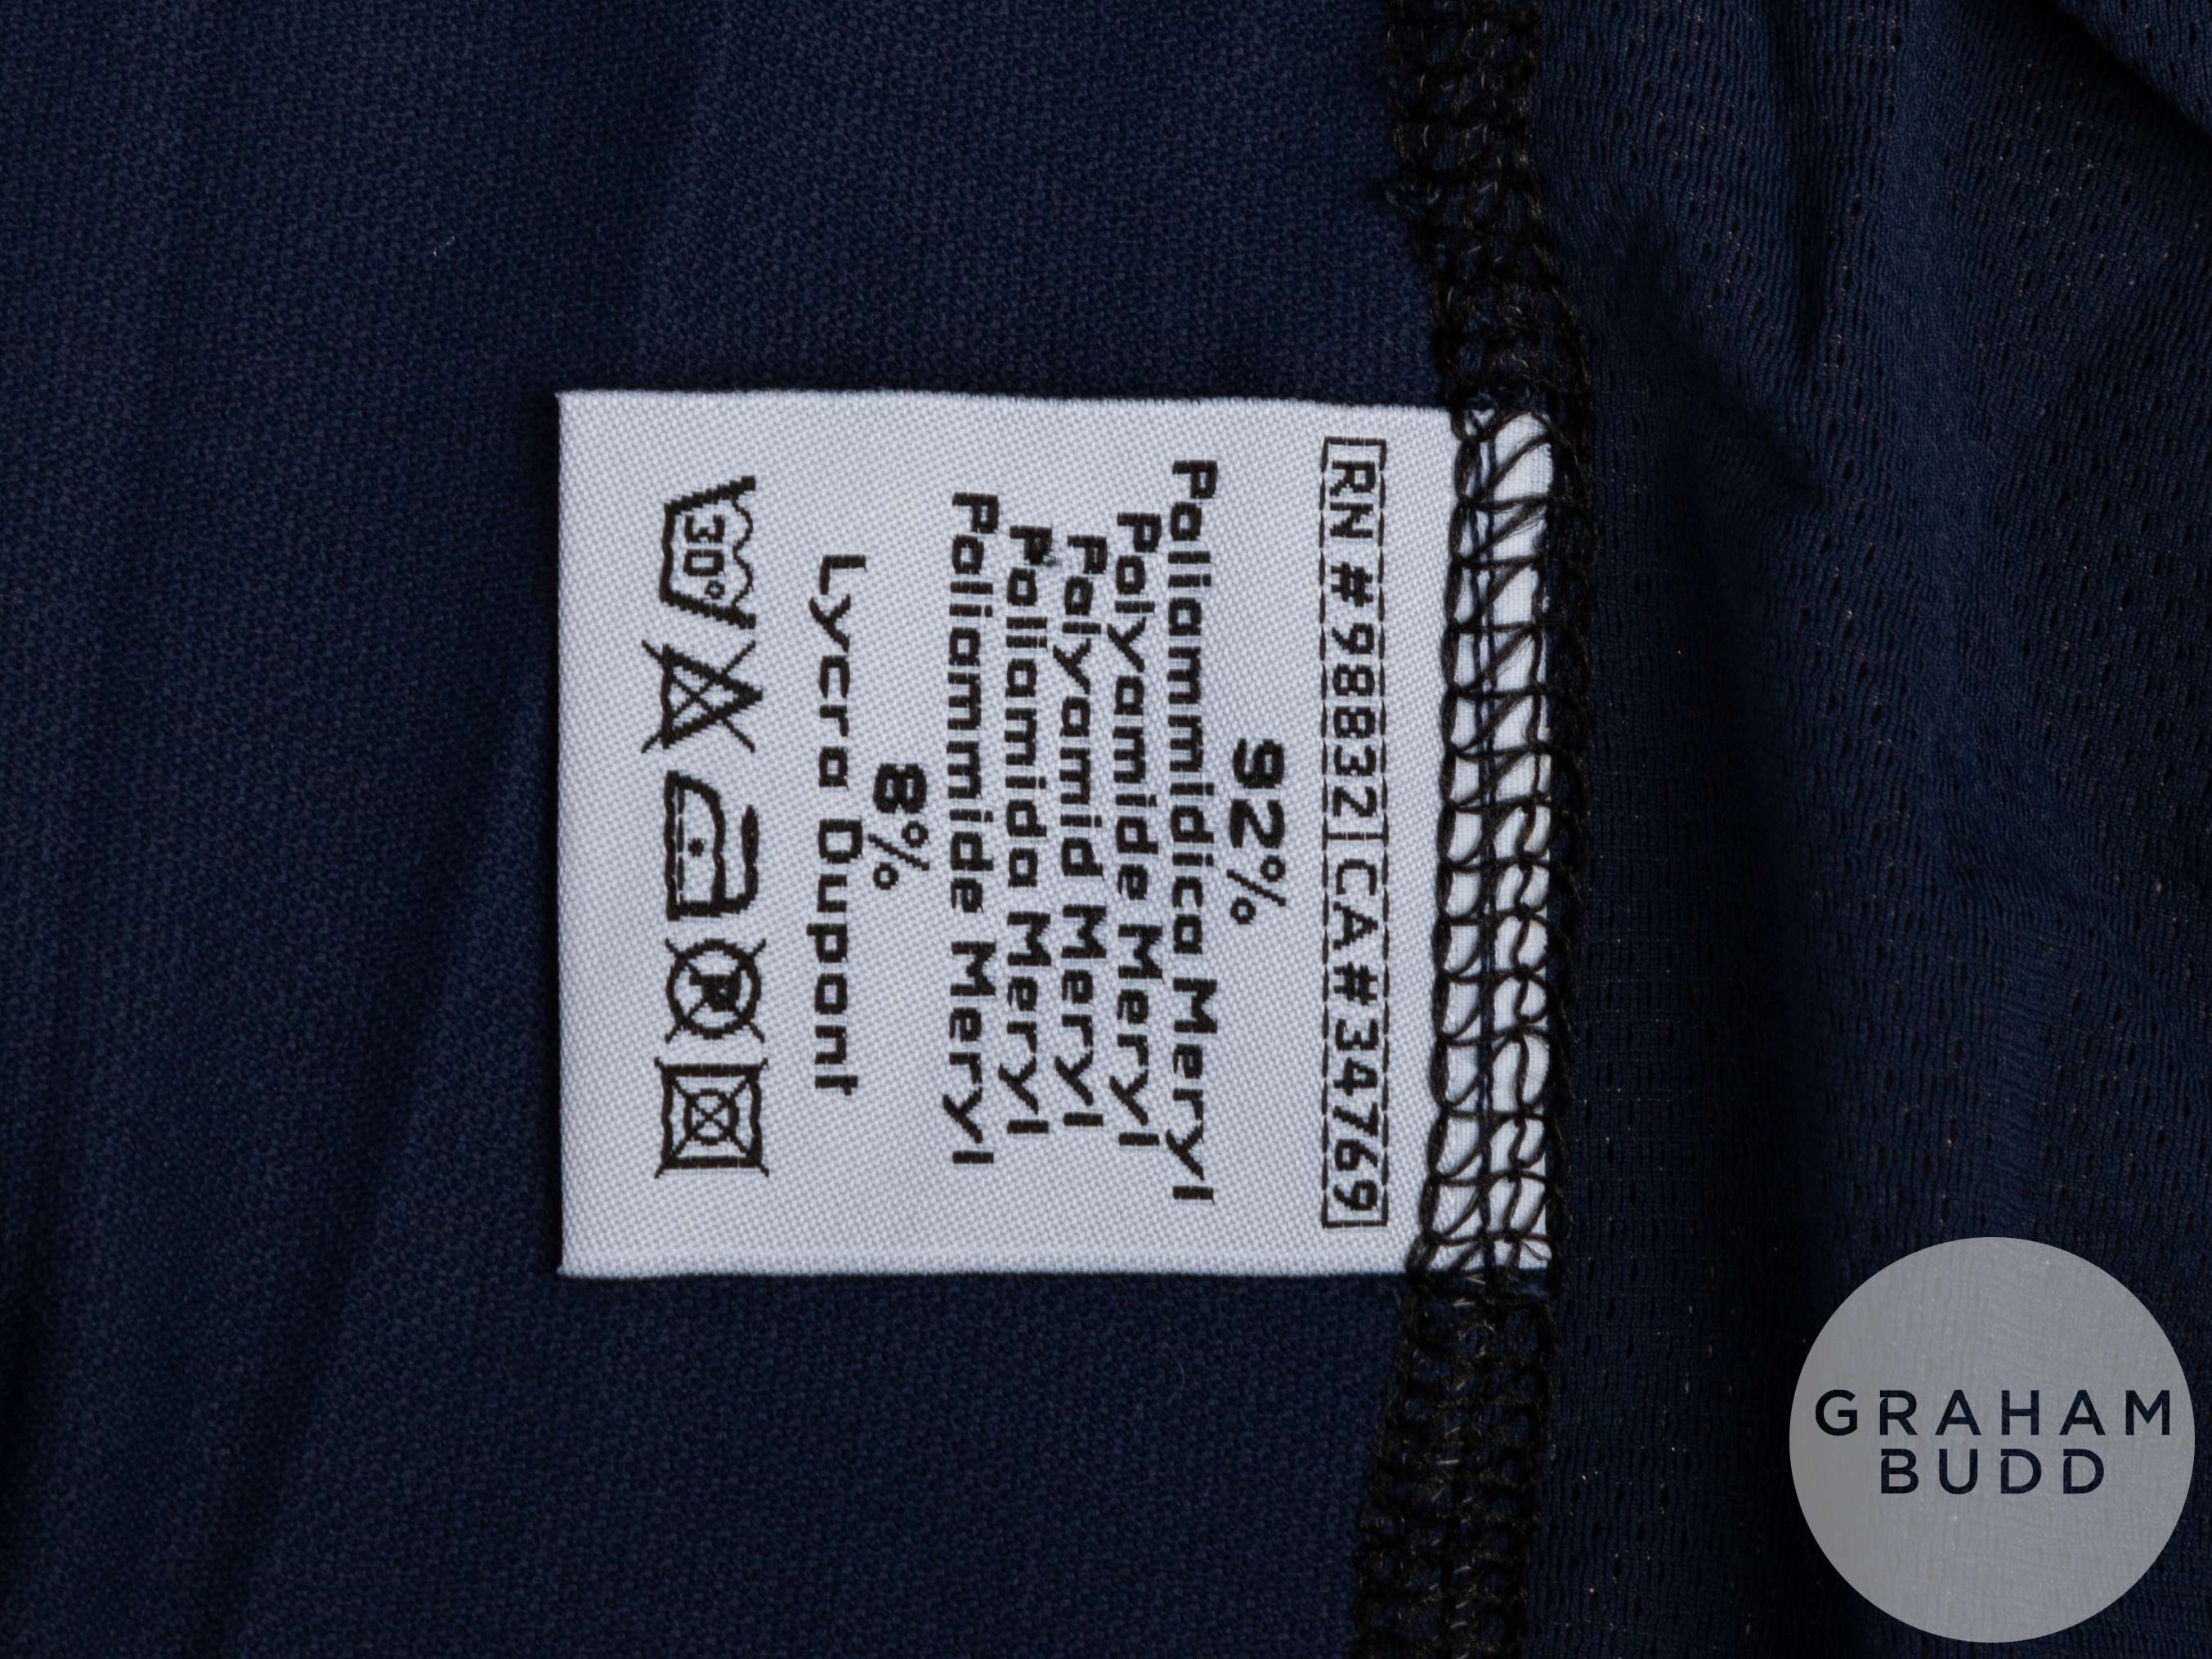 RN # 98832 CA # 34769
92%
Poliammidica Meryl
Polyamide Meryl
Polyamid Meryl
Poliamida Meryl
Poliammide Meryl
8%
Lycra Dupont
30°
P
GRAHAM
BUDD